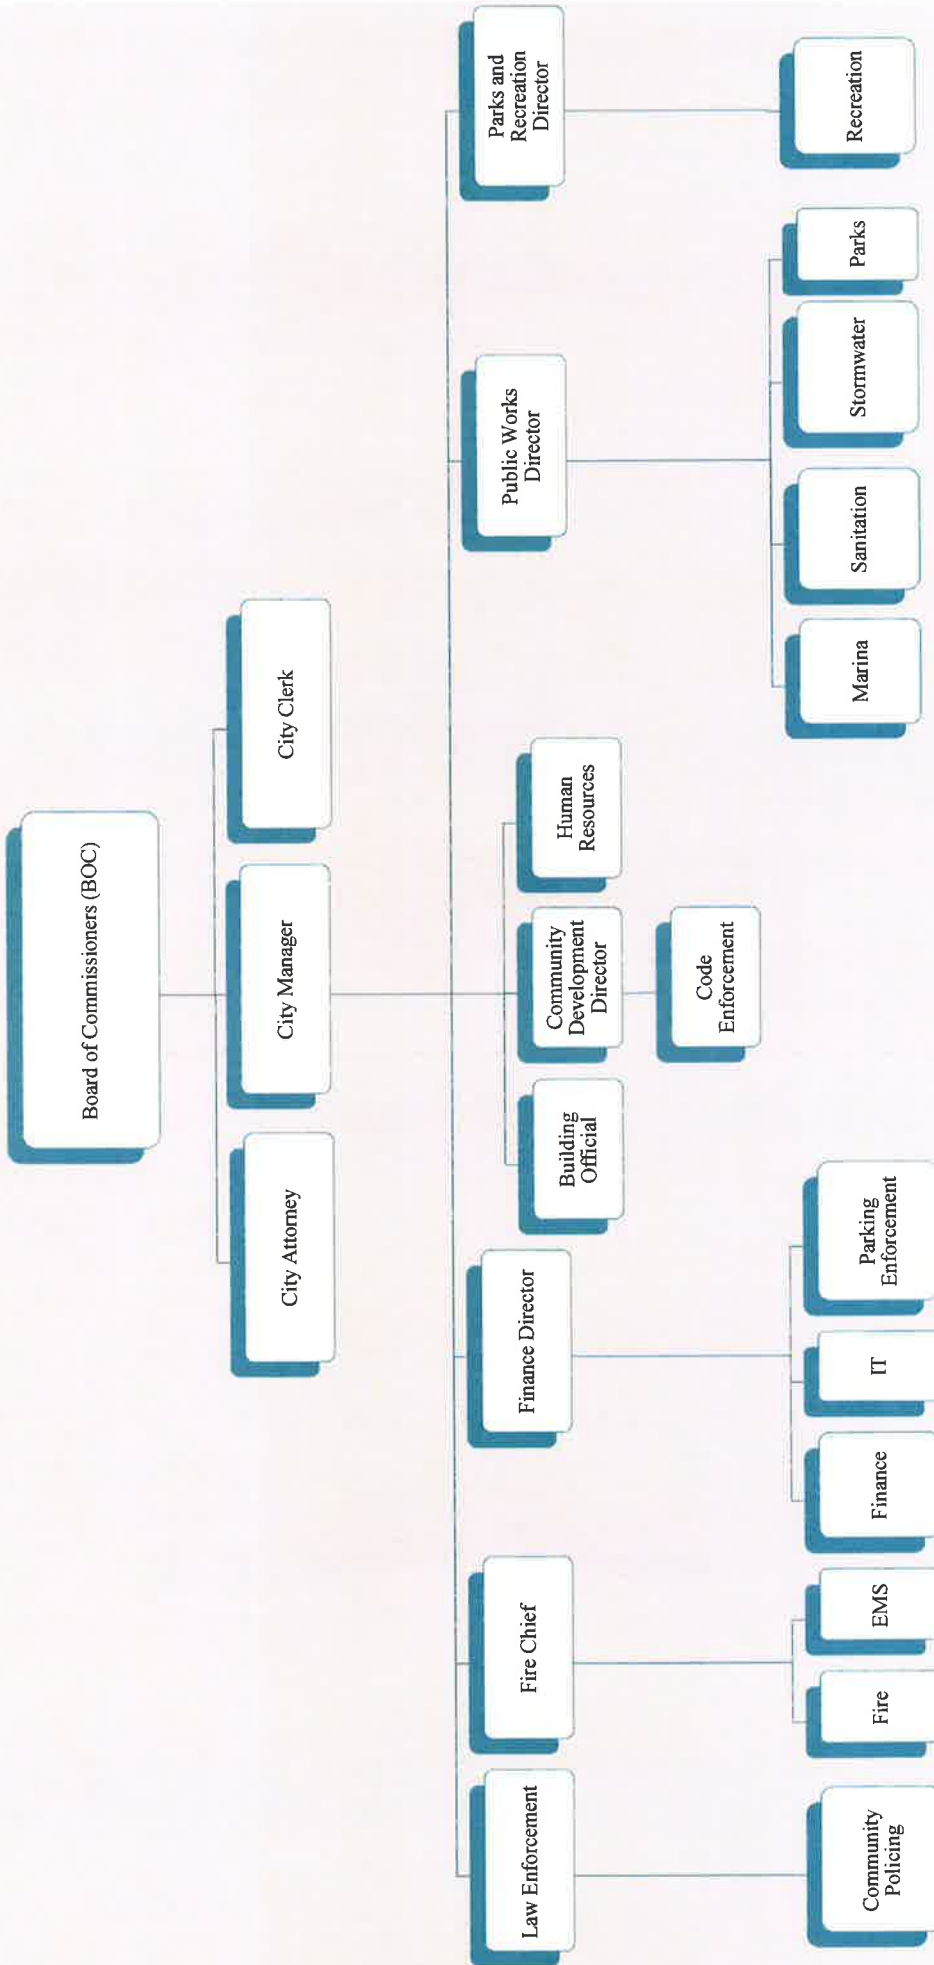 Board of Commissioners (BOC)
City Attorney
City Manager
City Clerk
Law Enforcement
Fire Chief
Finance Director
Building
Official
Community
Development
Director
Human
Resources
Public Works
Director
Parks and
Recreation
Director
Code
Enforcement
Community
Policing
Fire
EMS
Finance
IT
Parking
Enforcement
Marina
Sanitation
Stormwater
Parks
Recreation